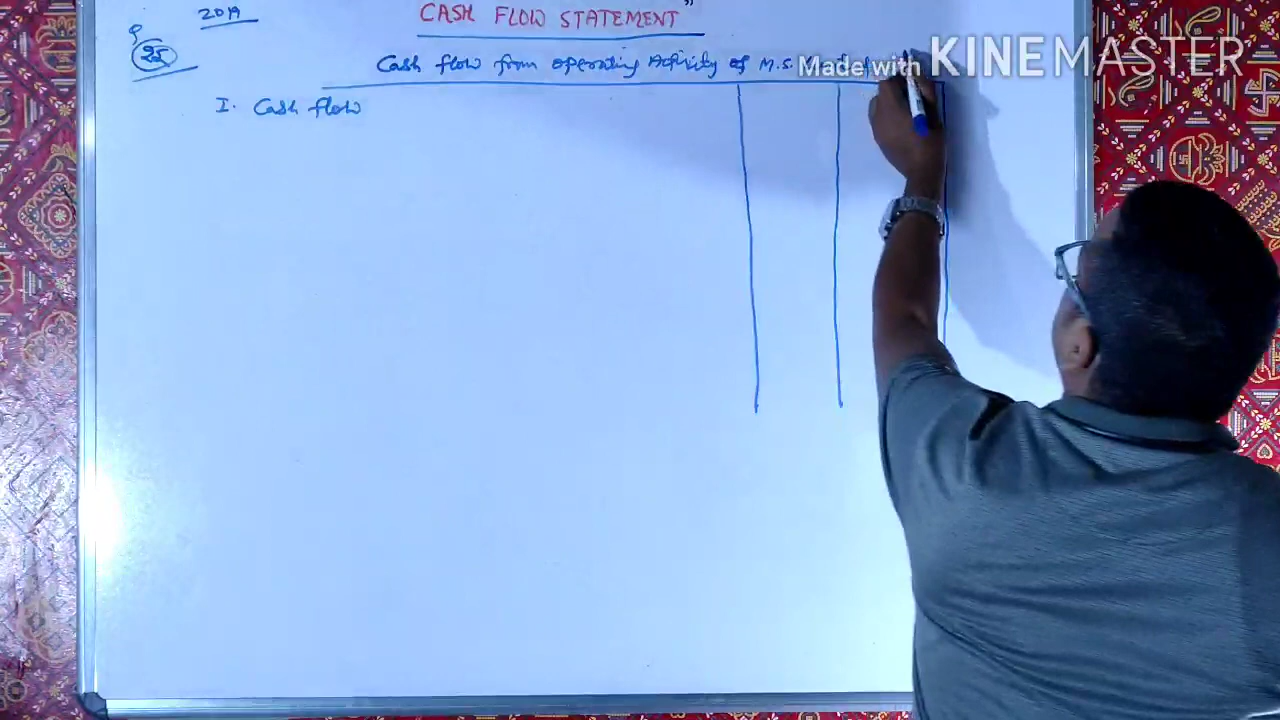 2019
CASH FLOW STATEMENT"
Q
25
Cash flow from operating Activity of M.S.
Made with KINEMASTER
I. Cash flow